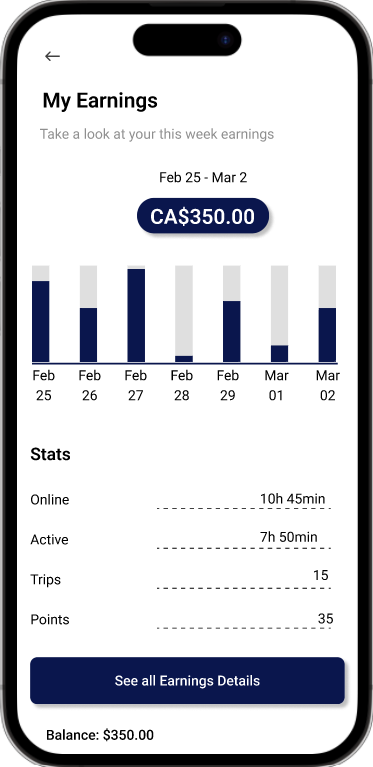 My Earnings
Take a look at your this week earnings
Feb 25 - Mar 2
CA$350.00
Feb Feb Feb Feb Feb Mar Mar
25 26 27 28 29 01 02
Stats
Online 10h 45min
Active 7h 50min
Trips 15
Points 35
See all Earnings Details
Balance: $350.00